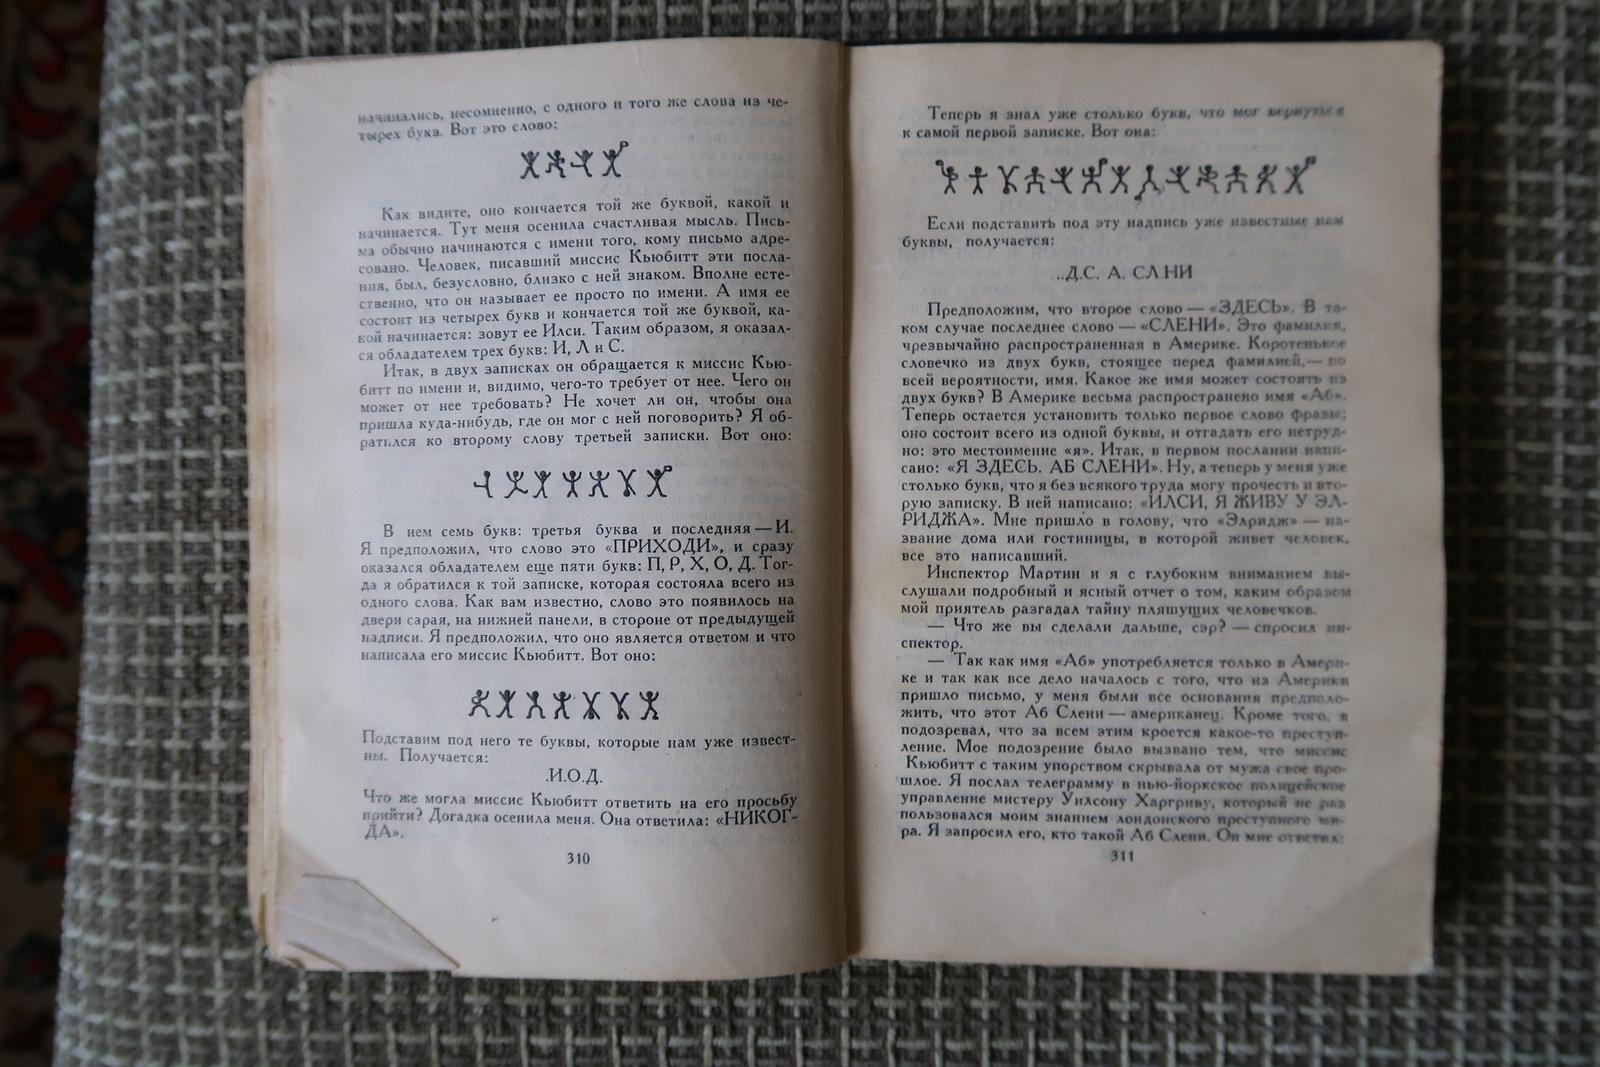 начинались, несомненно, с одного и того же слова из че-
тырех букв. Вот это слово:
Как видите, оно кончается той же буквой, какой и
начинается. Тут меня осенила счастливая мысль. Пись-
ма обычно начинаются с имени того, кому письмо адре-
совано. Человек, писавший миссис Кьюбитт эти посла-
ния, был, безусловно, близко с ней знаком. Вполне есте-
ственно, что он называет ее просто по имени. А имя ее
состоит из четырех букв и кончается той же буквой, ка-
кой начинается: зовут ее Илси. Таким образом, я оказал-
ся обладателем трех букв: И, Л и С.
Итак, в двух записках он обращается к миссис Кью-
битт по имени и, видимо, чего-то требует от нее. Чего он
может от нее требовать? Не хочет ли он, чтобы она
пришла куда-нибудь, где он мог с ней поговорить? Я об-
ратился ко второму слову третьей записки. Вот оно:
В нем семь букв: третья буква и последняя — И.
Я предположил, что слово это «ПРИХОДИ», и сразу
оказался обладателем еще пяти букв: П, Р, Х, О, Д. Тог-
да я обратился к той записке, которая состояла всего из
одного слова. Как вам известно, слово это появилось на
двери сарая, на нижней панели, в стороне от предыдущей
надписи. Я предположил, что оно является ответом и что
написала его миссис Кьюбитт. Вот оно:
Подставим под него те буквы, которые нам уже извест-
ны. Получается:
.И.О.Д.
Что же могла миссис Кьюбитт ответить на его просьбу
прийти? Догадка осенила меня. Она ответила: «НИКОГ-
ДА».
310
Теперь я знал уже столько букв, что мог вернуться
к самой первой записке. Вот она:
Если подставить под эту надпись уже известные нам
буквы, получается:
..Д.С. А. СЛ НИ
Предположим, что второе слово — «ЗДЕСЬ». В та-
ком случае последнее слово — «СЛЕНИ». Это фамилия,
чрезвычайно распространенная в Америке. Коротенькое
словечко из двух букв, стоящее перед фамилией,— по
всей вероятности, имя. Какое же имя может состоять из
двух букв? В Америке весьма распространено имя «Аб».
Теперь остается установить только первое слово фразы;
оно состоит всего из одной буквы, и отгадать его нетруд-
но: это местоимение «я». Итак, в первом послании напи-
сано: «Я ЗДЕСЬ. АБ СЛЕНИ». Ну, а теперь у меня уже
столько букв, что я без всякого труда могу прочесть и вто-
рую записку. В ней написано: «ИЛСИ, Я ЖИВУ У ЭЛ-
РИДЖА». Мне пришло в голову, что «Элридж» — на-
звание дома или гостиницы, в которой живет человек,
все это написавший.
Инспектор Мартин и я с глубоким вниманием вы-
слушали подробный и ясный отчет о том, каким образом
мой приятель разгадал тайну пляшущих человечков.
— Что же вы сделали дальше, сэр? — спросил ин-
спектор.
— Так как имя «Аб» употребляется только в Амери-
ке и так как все дело началось с того, что из Америки
пришло письмо, у меня были все основания предполо-
жить, что этот Аб Слени — американец. Кроме того, я
подозревал, что за всем этим кроется какое-то преступ-
ление. Мое подозрение было вызвано тем, что миссис
Кьюбитт с таким упорством скрывала от мужа свое про-
шлое. Я послал телеграмму в нью-йоркское полицейское
управление мистеру Уилсону Харгриву, который не раз
пользовался моим знанием лондонского преступного ми-
ра. Я запросил его, кто такой Аб Слени. Он мне ответил:
311